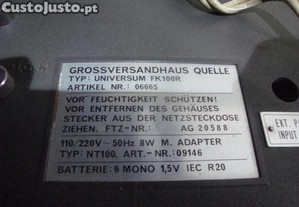 CustoJusto.pt
GROSSVERSANDHAUS QUELLE
TYP: UNIVERSUM FK100R
ARTIKEL NR.: 06665
VOR FEUCHTIGKEIT SCHÜTZEN!
VOR ENTFERNEN DES GEHÄUSES
STECKER AUS DER NETZSTECKDOSE
ZIEHEN. FTZ-NR.: AG 20588
110/220V~50Hz 8W M. ADAPTER
TYP: NT100, ART.-NR.: 09146
BATTERIE: 9 MONO 1,5V IEC R20
EXT. P
INPUT